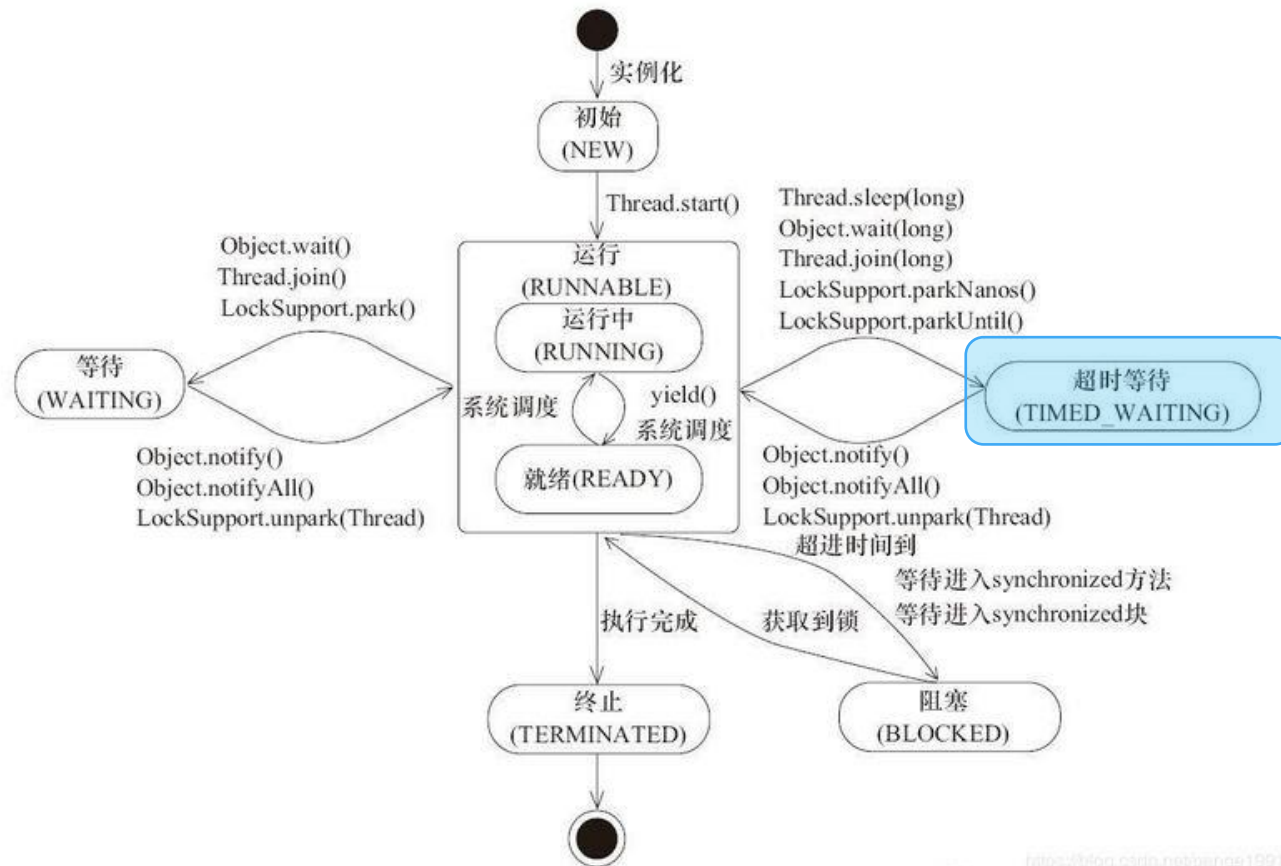 实例化
初始
(NEW)
Thread.start()
Object.wait()
Thread.join()
LockSupport.park()
Thread.sleep(long)
Object.wait(long)
Thread.join(long)
LockSupport.parkNanos()
LockSupport.parkUntil()
运行
(RUNNABLE)
运行中
(RUNNING)
系统调度
yield()
系统调度
就绪(READY)
等待
(WAITING)
超时等待
(TIMED_WAITING)
Object.notify()
Object.notifyAll()
LockSupport.unpark(Thread)
Object.notify()
Object.notifyAll()
LockSupport.unpark(Thread)
超进时间到
等待进入synchronized方法
等待进入synchronized块
获取到锁
执行完成
终止
(TERMINATED)
阻塞
(BLOCKED)